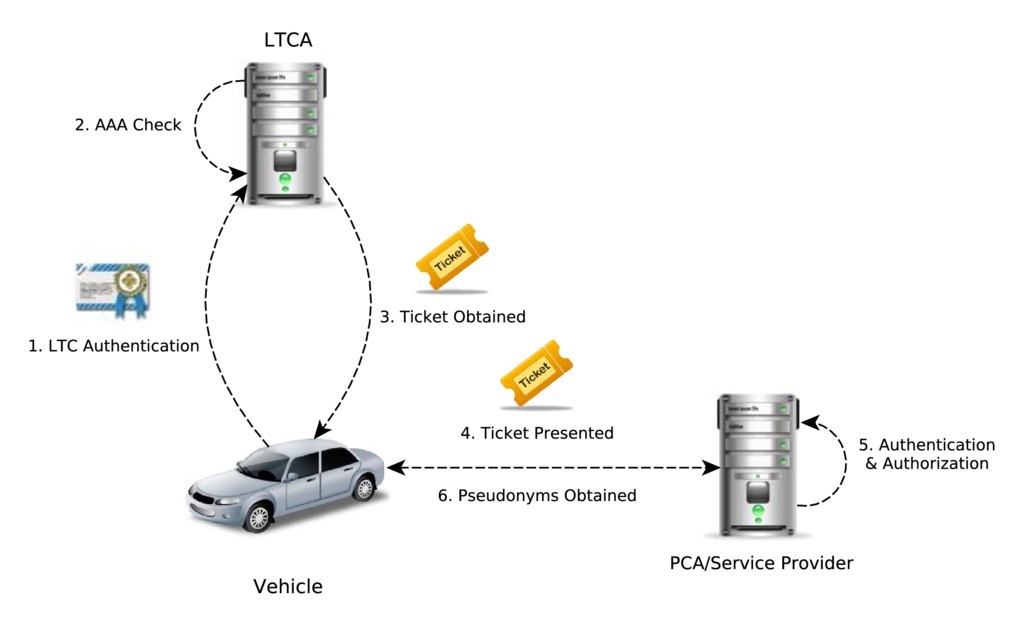 LTCA
2. AAA Check
Ticket
3. Ticket Obtained
1. LTC Authentication
Ticket
4. Ticket Presented
5. Authentication
& Authorization
6. Pseudonyms Obtained
PCA/Service Provider
Vehicle